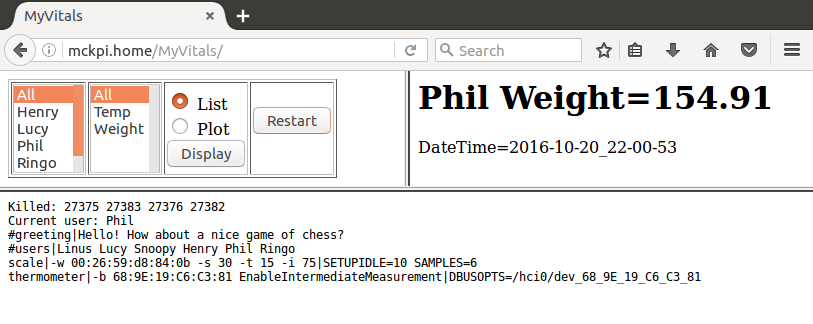 MyVitals
mckpi.home/MyVitals/
Search
All
Henry
Lucy
Phil
Ringo
All
Temp
Weight
List
Plot
Display
Restart
Phil Weight=154.91
DateTime=2016-10-20_22-00-53
Killed: 27375 27383 27376 27382
Current user: Phil
#greeting|Hello! How about a nice game of chess?
#users|Linus Lucy Snoopy Henry Phil Ringo
scale|-w 00:26:59:d8:84:0b -s 30 -t 15 -i 75|SETUPIDLE=10 SAMPLES=6
thermometer|-b 68:9E:19:C6:C3:81 EnableIntermediateMeasurement|DBUSOPTS=/hci0/dev_68_9E_19_C6_C3_81